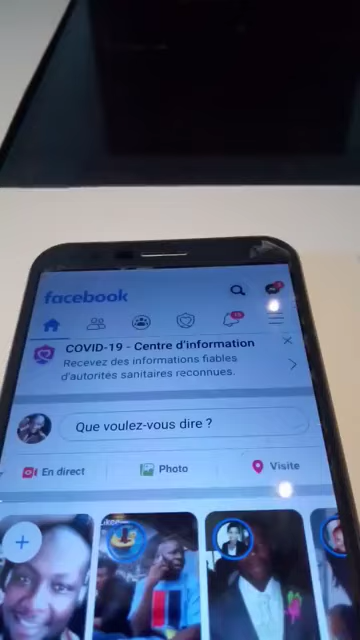 facebook
COVID-19 - Centre d'information
Recevez des informations fiables
d'autorités sanitaires reconnues.
Que voulez-vous dire ?
En direct
Photo
Visite